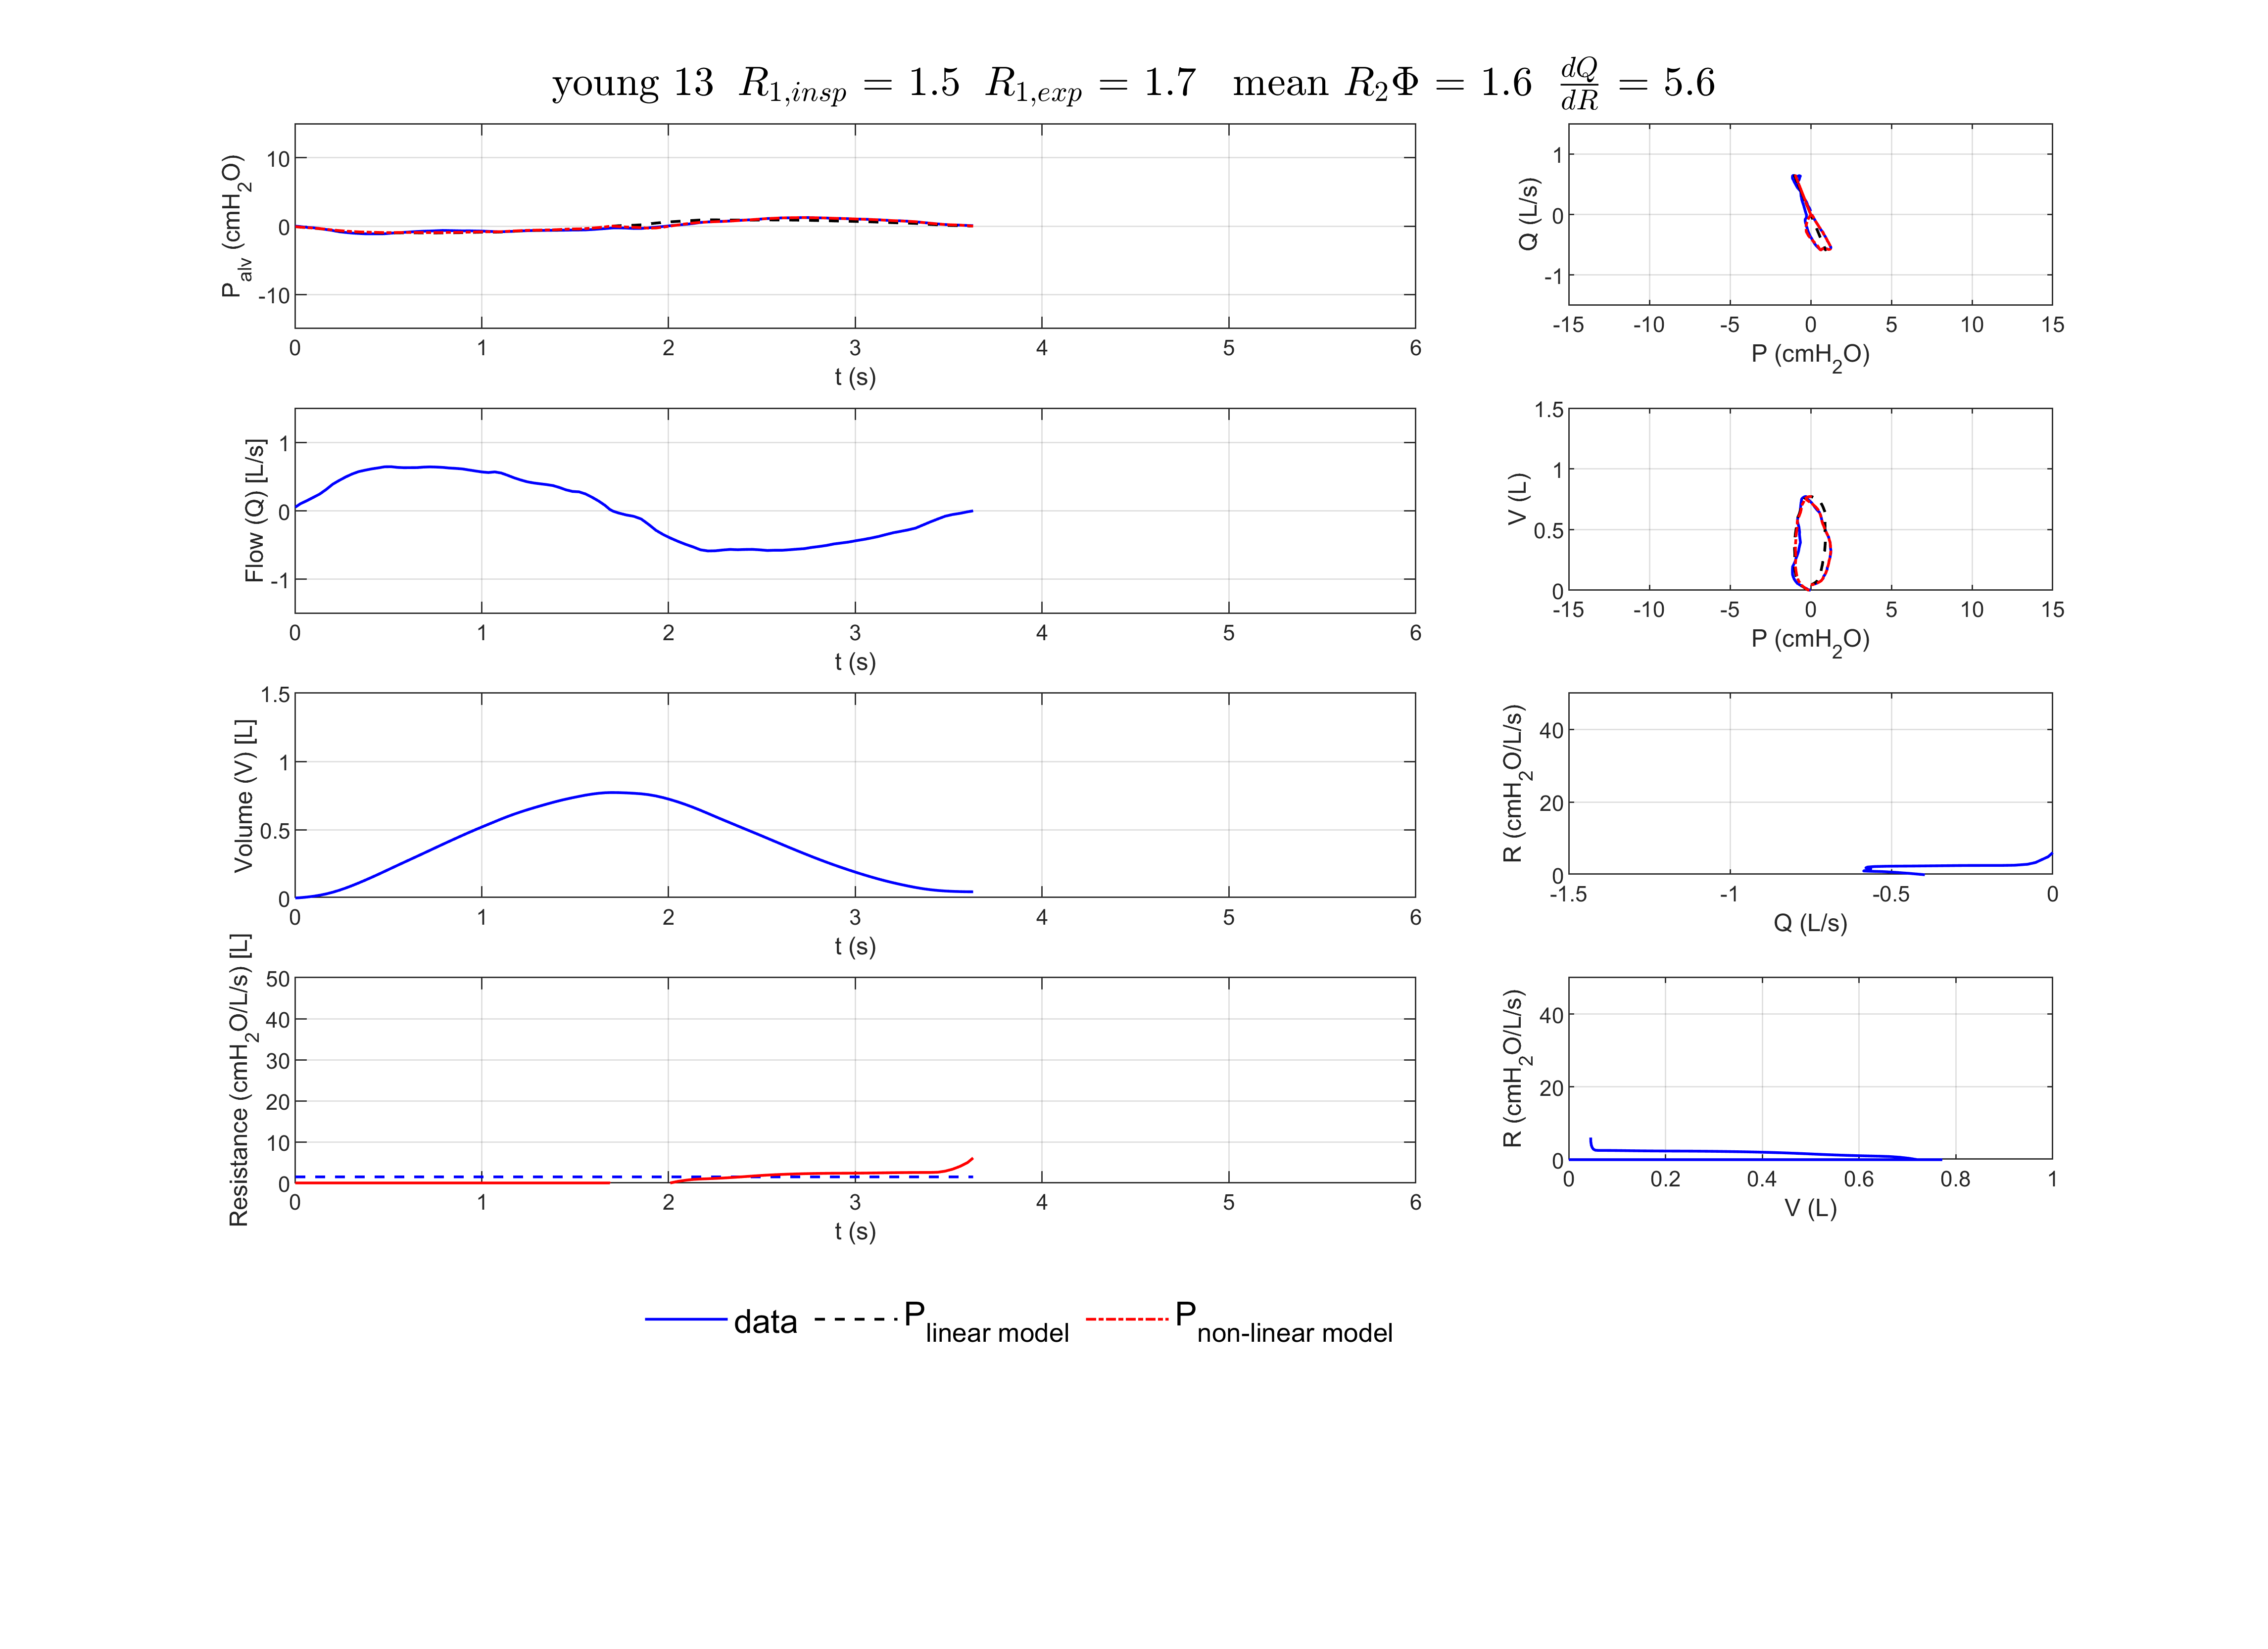 young 13 R1,insp = 1.5 R1,exp = 1.7 mean R2Φ = 1.6 dQ/dR = 5.6
Palv (cmH2O)
10
0
-10
0 1 2 3 4 5 6
t (s)
Q (L/s)
1
0
-1
-15 -10 -5 0 5 10 15
P (cmH2O)
Flow (Q) [L/s]
1
0
-1
0 1 2 3 4 5 6
t (s)
V (L)
1.5
1
0.5
0
-15 -10 -5 0 5 10 15
P (cmH2O)
Volume (V) [L]
1.5
1
0.5
0
0 1 2 3 4 5 6
t (s)
R (cmH2O/L/s)
40
20
0
-1.5 -1 -0.5 0
Q (L/s)
Resistance (cmH2O/L/s) [L]
50
40
30
20
10
0
0 1 2 3 4 5 6
t (s)
R (cmH2O/L/s)
40
20
0
0 0.2 0.4 0.6 0.8 1
V (L)
data Plinear model Pnon-linear model